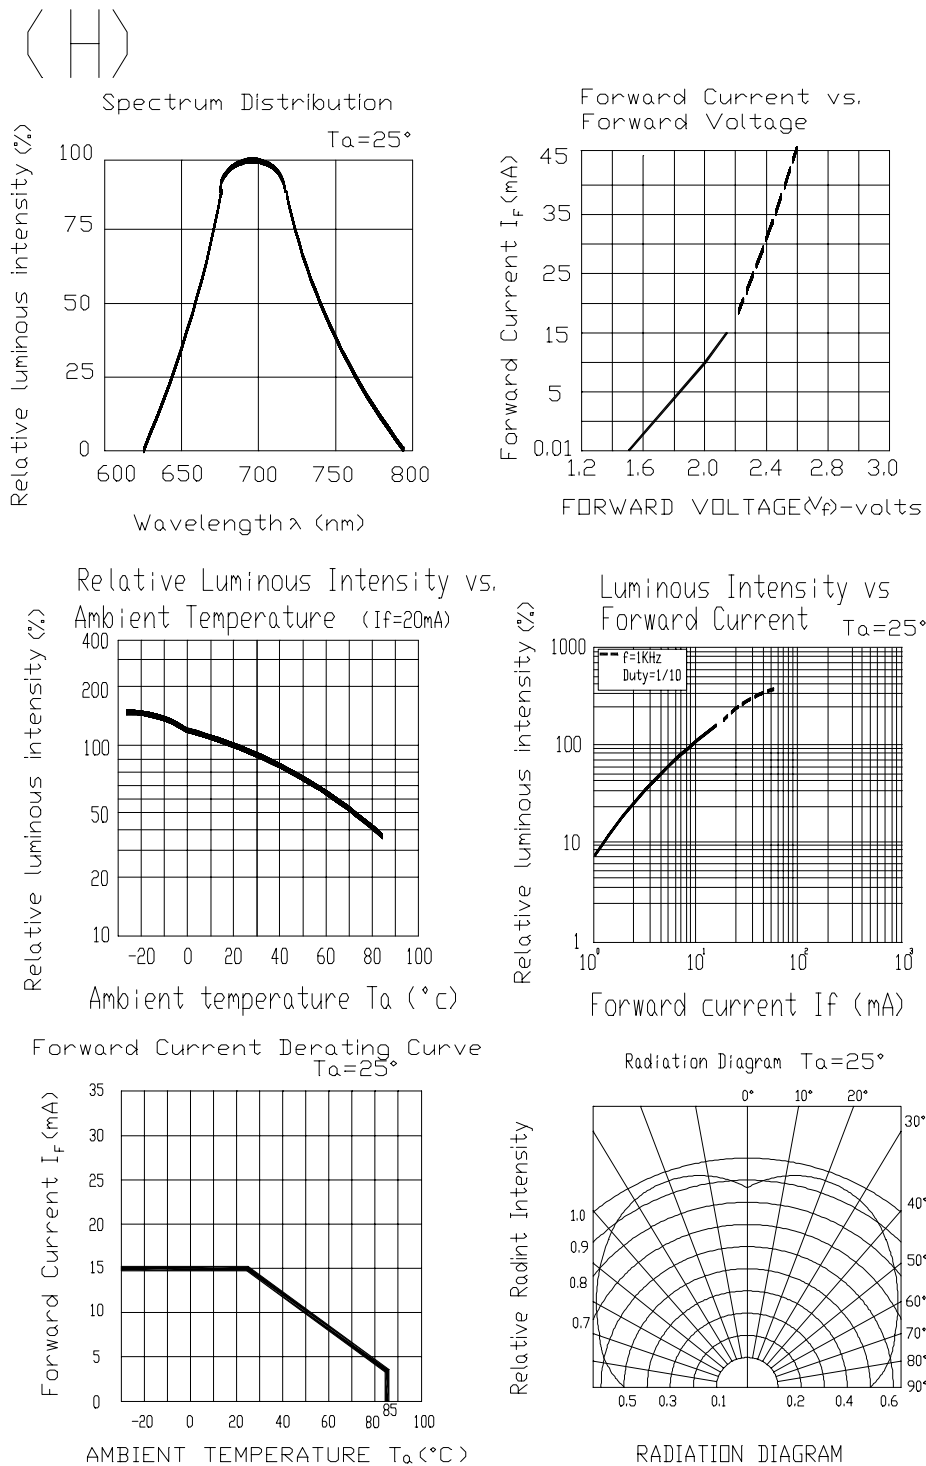 (H)
Spectrum Distribution
Ta=25°
Relative luminous intensity (%)
100
75
50
25
0
600 650 700 750 800
Wavelength λ (nm)
Forward Current vs.
Forward Voltage
Forward Current IF (mA)
45
35
25
15
5
0.01
1.2 1.6 2.0 2.4 2.8 3.0
FORWARD VOLTAGE(Vf)-volts
Relative Luminous Intensity vs.
Ambient Temperature (If=20mA)
Relative luminous intensity (%)
400
200
100
50
20
10
-20 0 20 40 60 80 100
Ambient temperature Ta (°c)
Luminous Intensity vs
Forward Current Ta=25°
Relative luminous intensity (%)
f=1KHz
Duty=1/10
1000
100
10
1
10⁰ 10¹ 10² 10³
Forward current If (mA)
Forward Current Derating Curve
Ta=25°
Forward Current IF (mA)
35
30
25
20
15
10
5
0
85
-20 0 20 40 60 80 100
AMBIENT TEMPERATURE Ta (°C)
Radiation Diagram Ta=25°
Relative Radint Intensity
0° 10° 20°
30°
40°
50°
60°
70°
80°
90°
1.0
0.9
0.8
0.7
0.5 0.3 0.1 0.2 0.4 0.6
RADIATION DIAGRAM